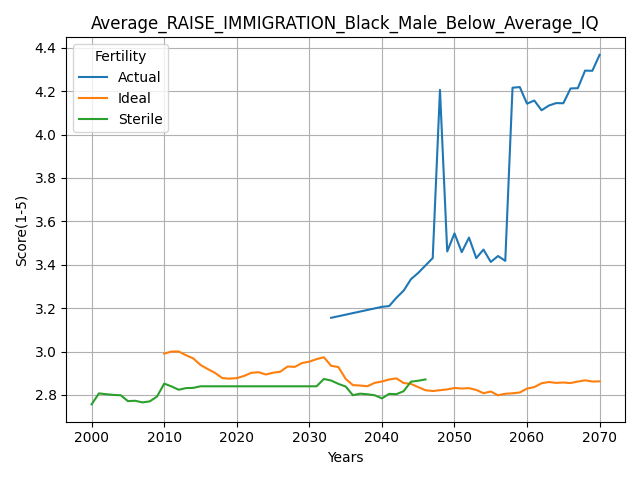 Average_RAISE_IMMIGRATION_Black_Male_Below_Average_IQ
Fertility
Actual
Ideal
Sterile
Score(1-5)
4.4
4.2
4.0
3.8
3.6
3.4
3.2
3.0
2.8
2000 2010 2020 2030 2040 2050 2060 2070
Years